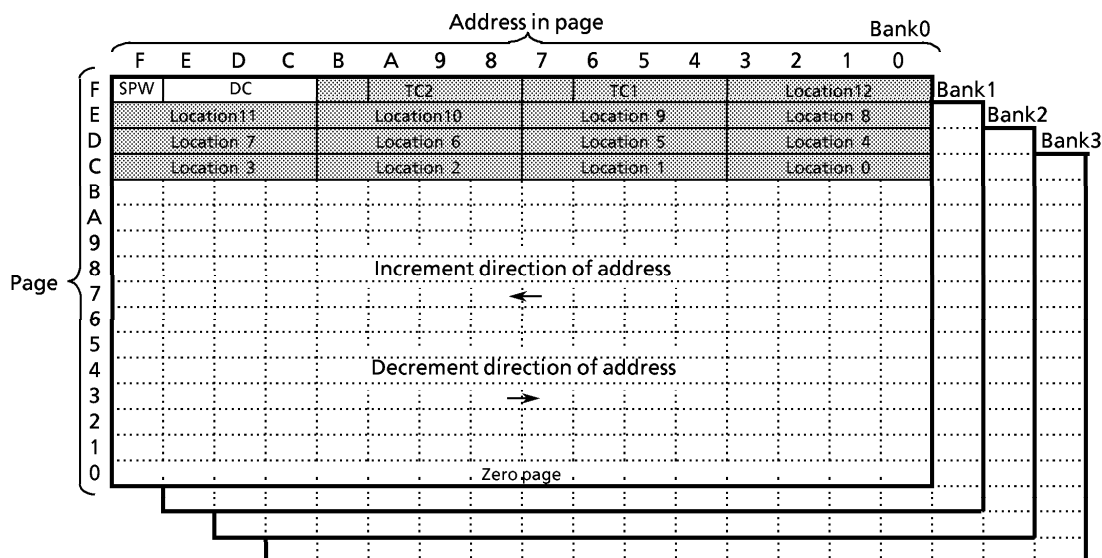 Address in page
Bank0
F E D C B A 9 8 7 6 5 4 3 2 1 0
F SPW DC TC2 TC1 Location12 Bank1
E Location11 Location10 Location 9 Location 8 Bank2
D Location 7 Location 6 Location 5 Location 4 Bank3
C Location 3 Location 2 Location 1 Location 0
B
A
9
8 Increment direction of address
Page
7
6
5
4 Decrement direction of address
3
2
1
0 Zero page